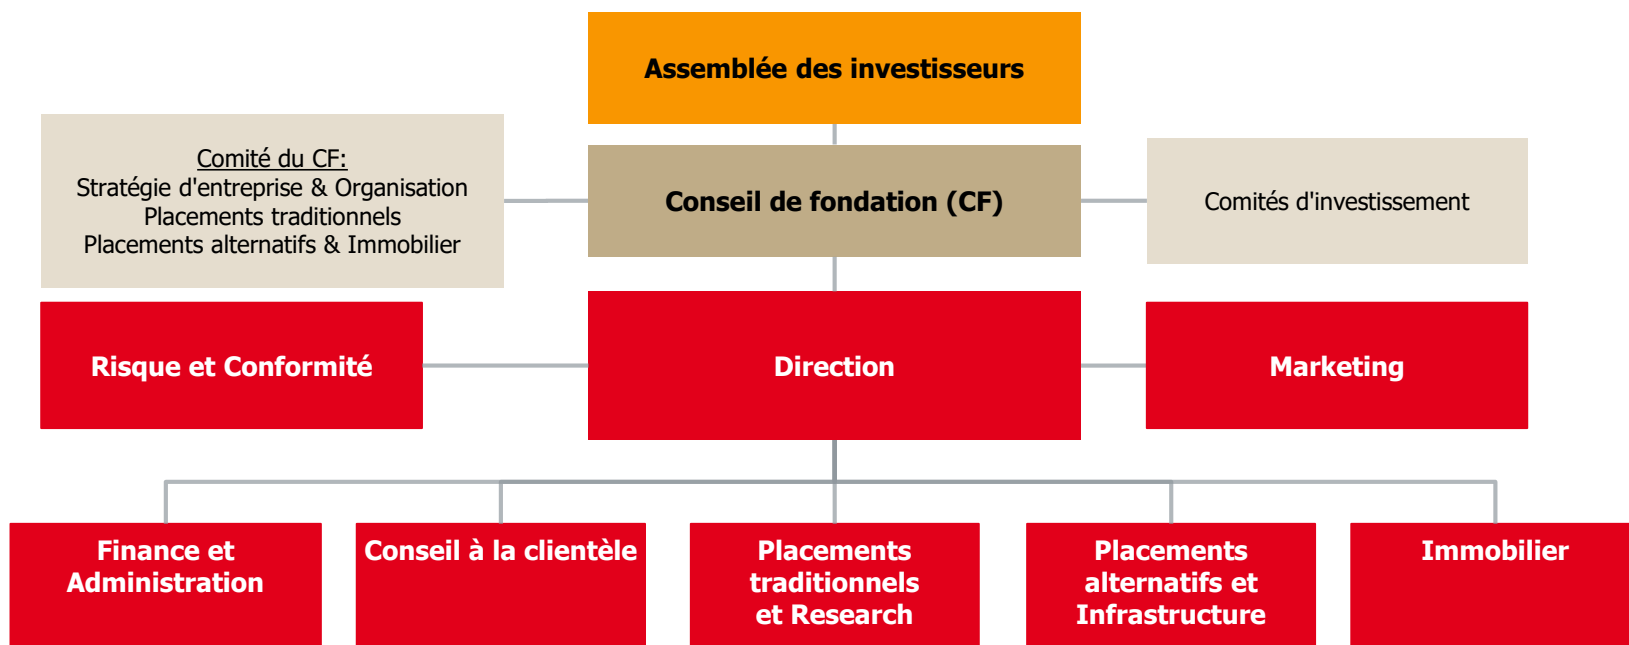 Assemblée des investisseurs
Comité du CF:
Stratégie d'entreprise & Organisation
Placements traditionnels
Placements alternatifs & Immobilier
Conseil de fondation (CF)
Comités d'investissement
Risque et Conformité
Direction
Marketing
Finance et
Administration
Conseil à la clientèle
Placements
traditionnels
et Research
Placements
alternatifs et
Infrastructure
Immobilier